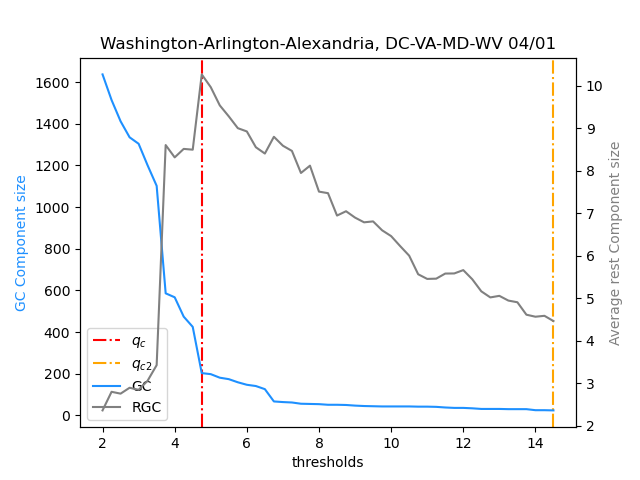 Washington-Arlington-Alexandria, DC-VA-MD-WV 04/01
GC Component size
1600
1400
1200
1000
800
600
400
200
0
10
9
8
7
6
5
4
3
2
Average rest Component size
q_c
q_{c2}
GC
RGC
2 4 6 8 10 12 14
thresholds